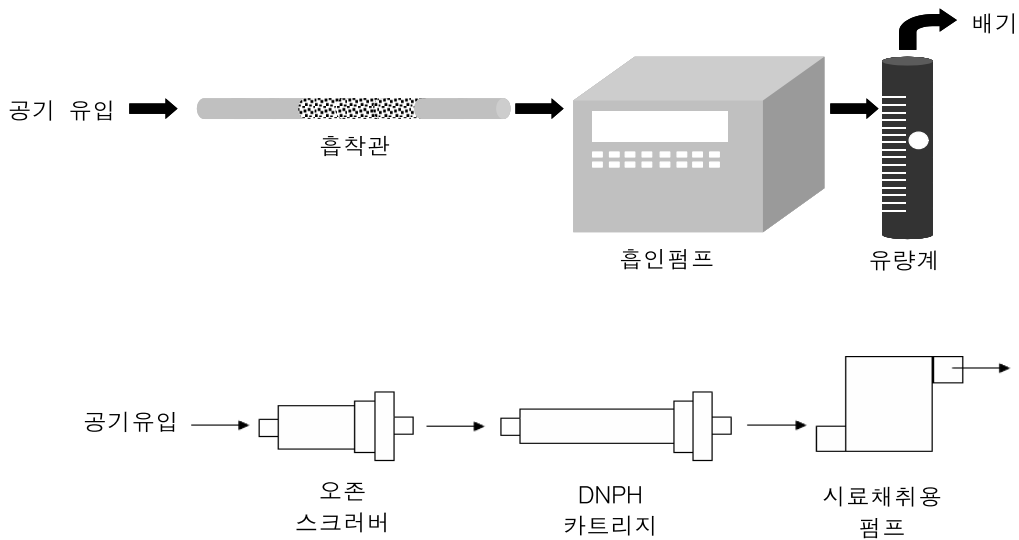 배기
공기 유입
흡착관
흡인펌프
유량계
공기유입
오존
스크러버
DNPH
카트리지
시료채취용
펌프